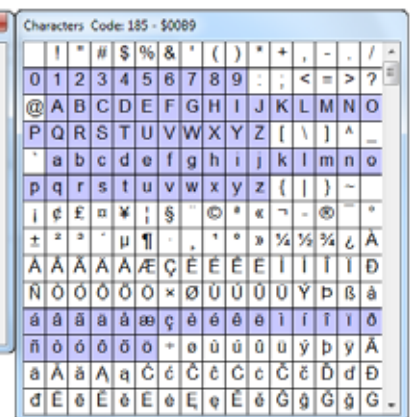 Characters Code: 185 - $00B9
! " # $ % & ' ( ) * + , - . /
0 1 2 3 4 5 6 7 8 9 : ; < = > ?
@ A B C D E F G H I J K L M N O
P Q R S T U V W X Y Z [ \ ] ^ _
` a b c d e f g h i j k l m n o
p q r s t u v w x y z { | } ~
¡ ¢ £ ¤ ¥ ¦ § ¨ © ª « ¬ - ® ¯ °
± ² ³ ´ µ ¶ · ¸ ¹ º » ¼ ½ ¾ ¿ À
Á Â Ã Ä Å Æ Ç È É Ê Ë Ì Í Î Ï Ð
Ñ Ò Ó Ô Õ Ö × Ø Ù Ú Û Ü Ý Þ ß à
á â ã ä å æ ç è é ê ë ì í î ï ð
ñ ò ó ô õ ö ÷ ø ù ú û ü ý þ ÿ Ā
ā Ă ă Ą ą Ć ć Ĉ ĉ Ċ ċ Č č Ď ď Đ
đ Ē ē Ĕ ĕ Ė ė Ę ę Ě ě Ĝ ĝ Ğ ğ Ġ